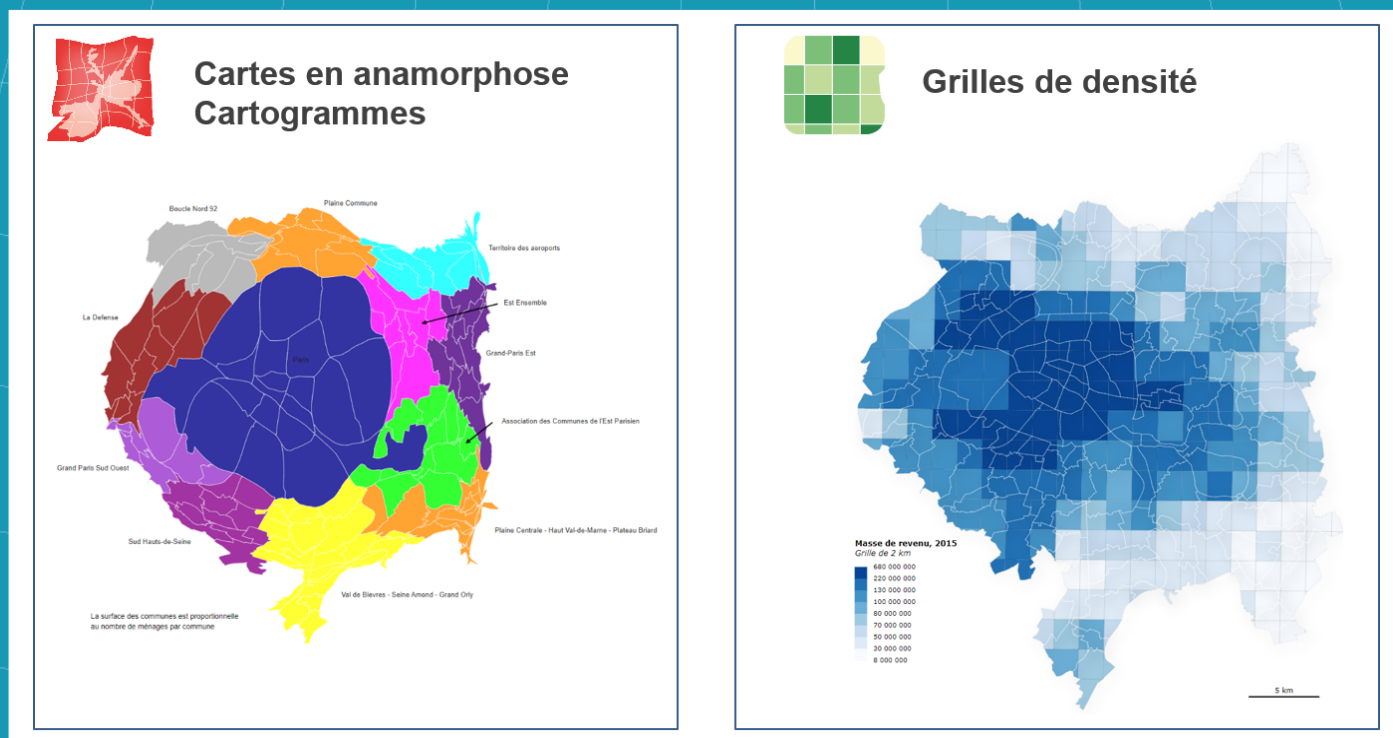 Cartes en anamorphose
Cartogrammes
Boucle Nord 92
Plaine Commune
Territoire des aeroports
Est Ensemble
La Defense
Grand-Paris Est
Paris
Association des Communes de l'Est Parisien
Grand Paris Sud Ouest
Plaine Centrale - Haut Val-de-Marne - Plateau Briard
Sud Hauts-de-Seine
Val de Bievres - Seine Amond - Grand Orly
La surface des communes est proportionnelle
au nombre de ménages par commune
Grilles de densité
Masse de revenu, 2015
Grille de 2 km
680 000 000
220 000 000
130 000 000
100 000 000
80 000 000
70 000 000
50 000 000
30 000 000
8 000 000
5 km